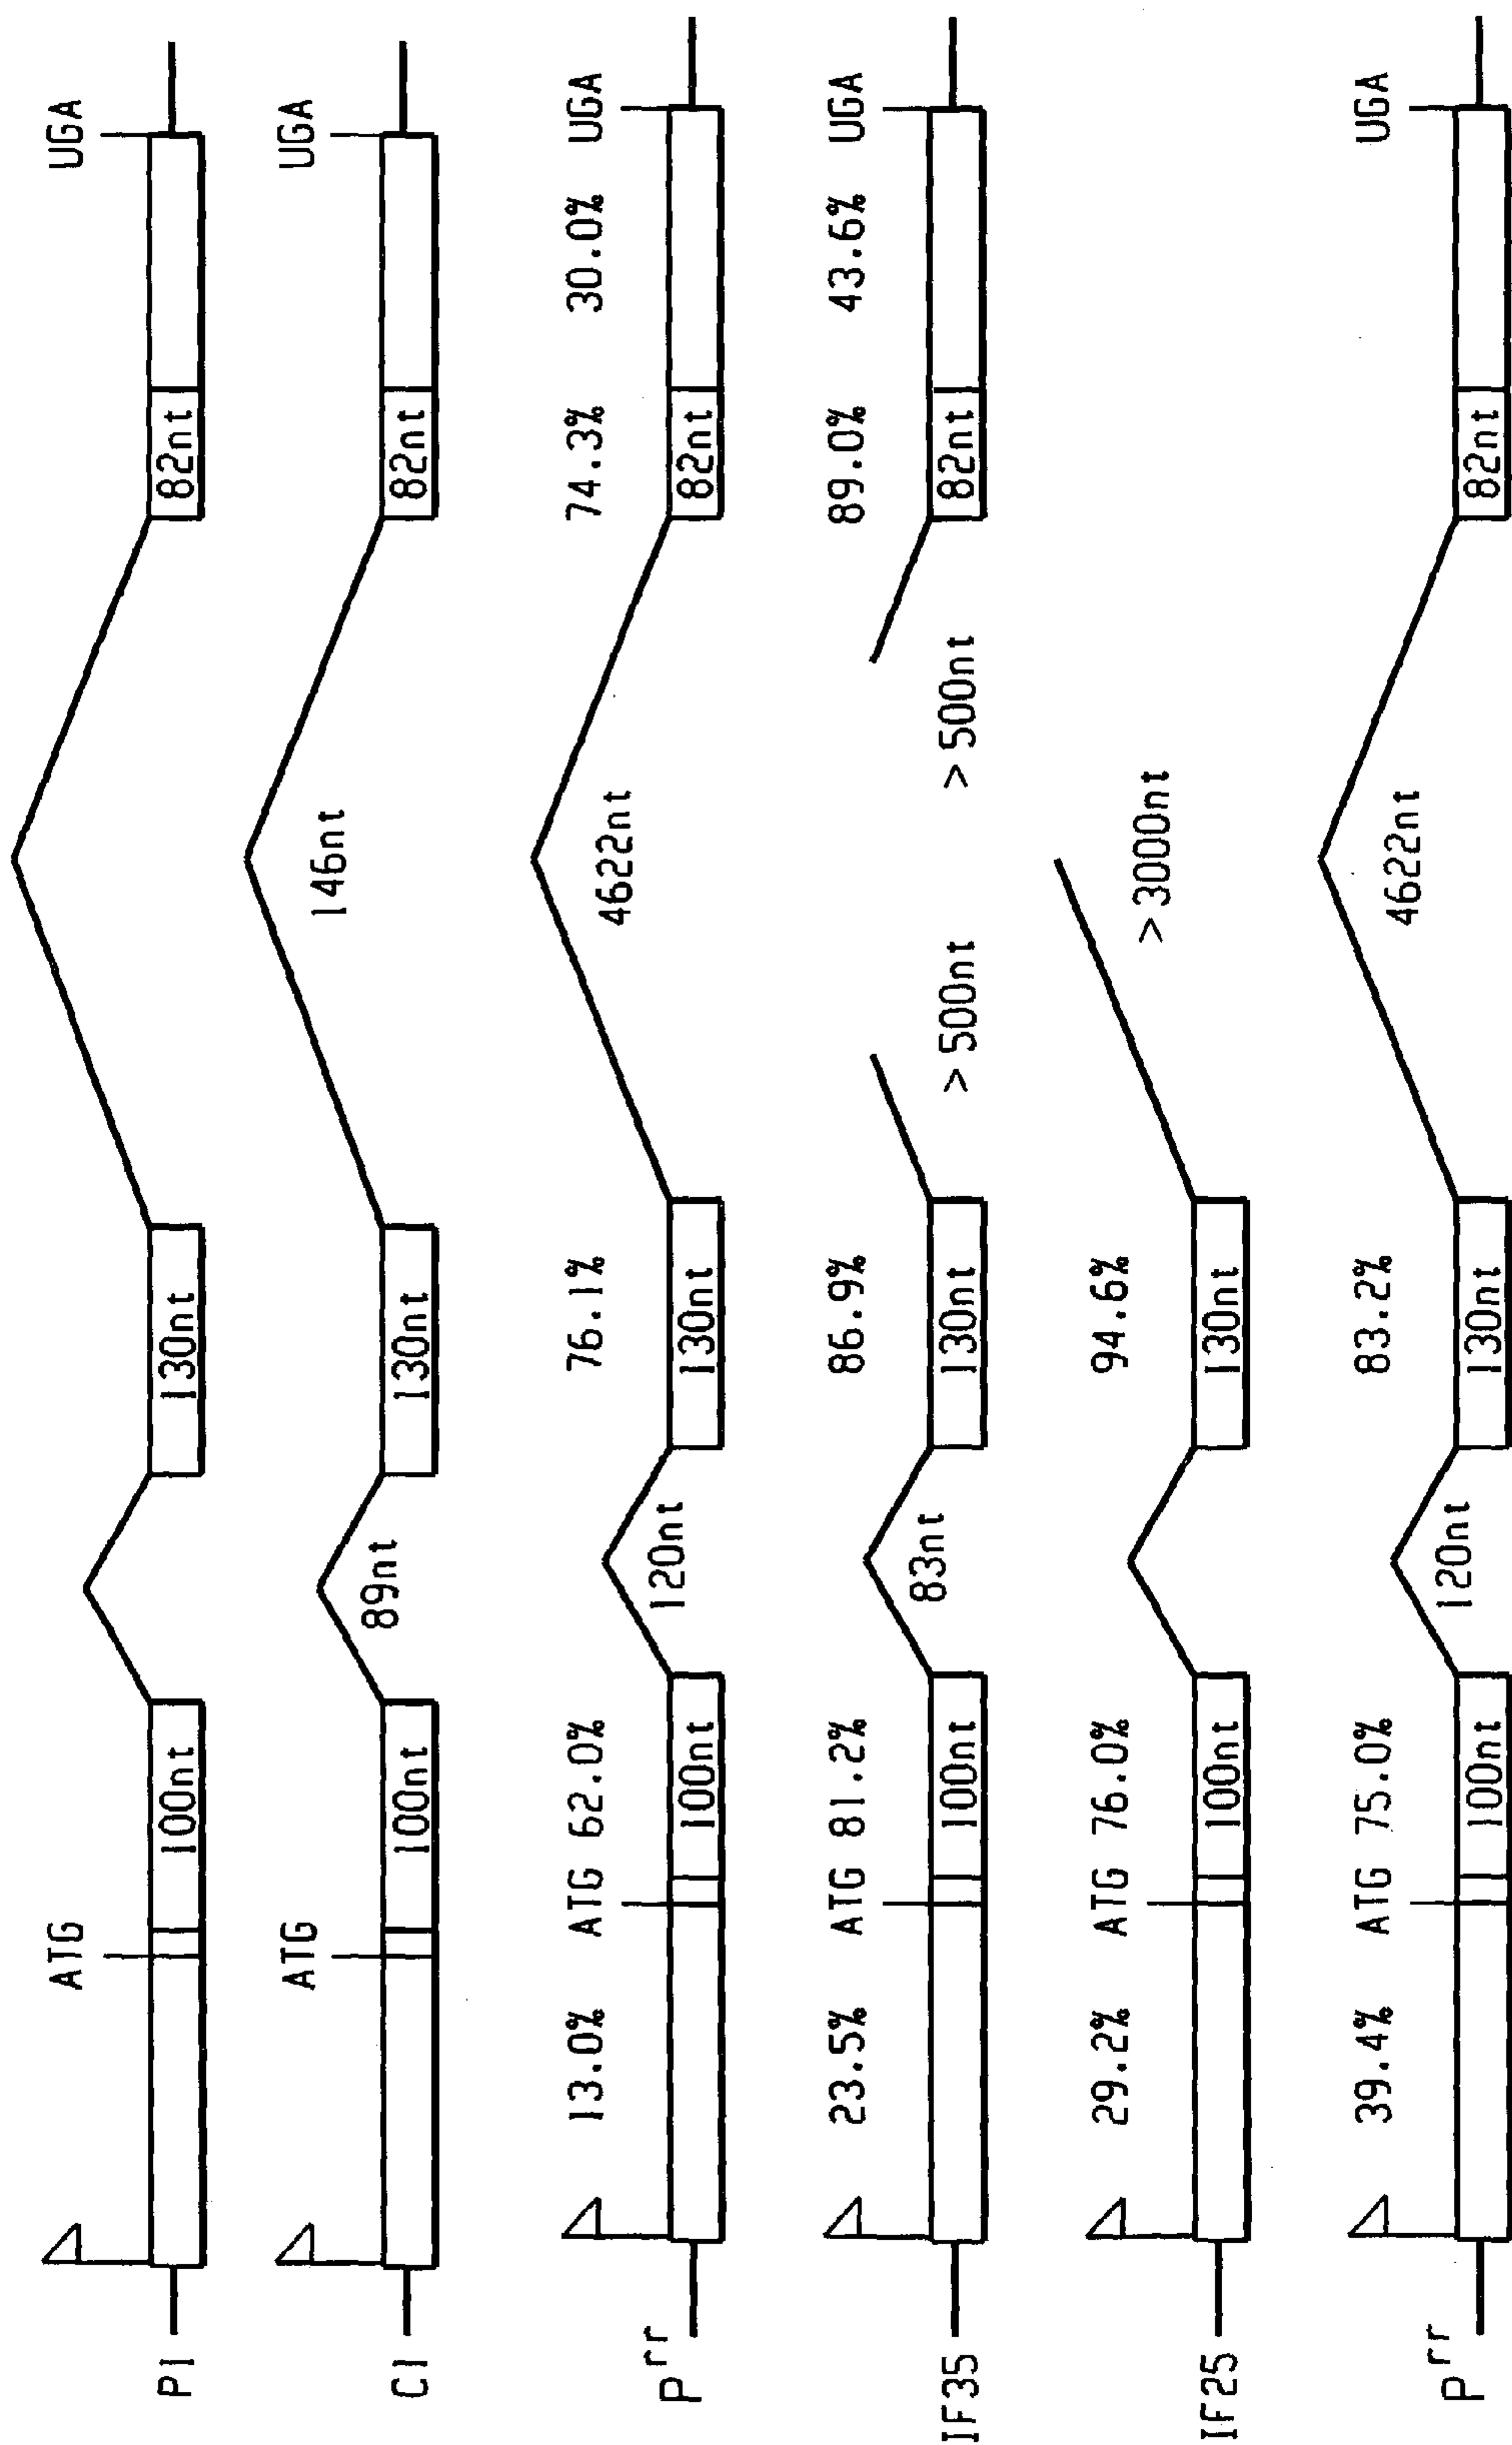 ATG UGA
P1 100nt 130nt 82nt
ATG UGA
C1 100nt 89nt 130nt 146nt 82nt
13.0% ATG 62.0% 76.1% 74.3% 30.0% UGA
P rr 100nt 120nt 130nt 4622nt 82nt
23.5% ATG 81.2% 86.9% 89.0% 43.6% UGA
IF35 100nt 83nt 130nt >500nt >500nt 82nt
29.2% ATG 76.0% 94.6%
IF25 100nt 130nt >3000nt
39.4% ATG 75.0% 83.2% UGA
P rr 100nt 120nt 130nt 4622nt 82nt